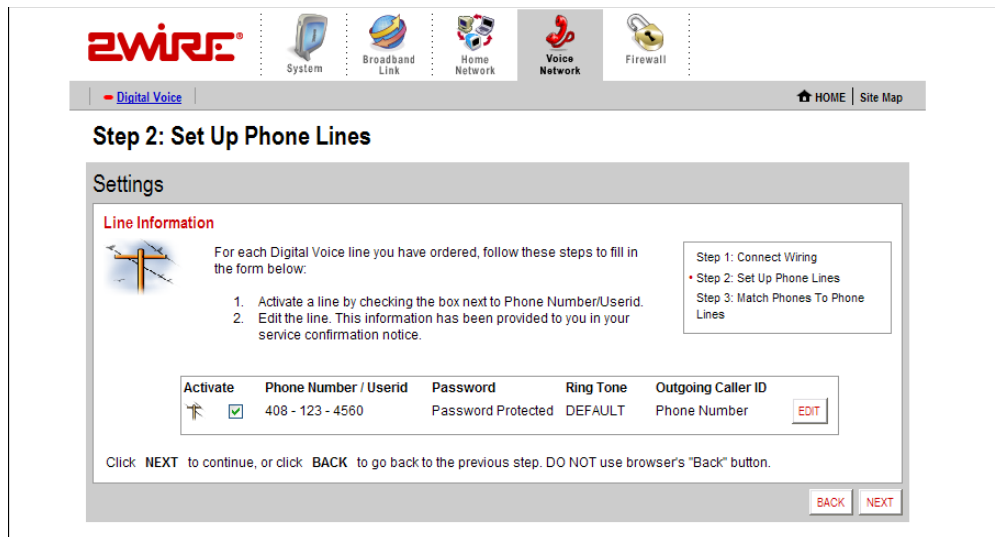 2WIRE®
System
Broadband
Link
Home
Network
Voice
Network
Firewall
Digital Voice
HOME | Site Map
Step 2: Set Up Phone Lines
Settings
Line Information
For each Digital Voice line you have ordered, follow these steps to fill in
the form below:
1. Activate a line by checking the box next to Phone Number/Userid.
2. Edit the line. This information has been provided to you in your
service confirmation notice.
Step 1: Connect Wiring
• Step 2: Set Up Phone Lines
Step 3: Match Phones To Phone
Lines
Activate Phone Number / Userid Password Ring Tone Outgoing Caller ID
408 - 123 - 4560 Password Protected DEFAULT Phone Number EDIT
Click NEXT to continue, or click BACK to go back to the previous step. DO NOT use browser's "Back" button.
BACK NEXT